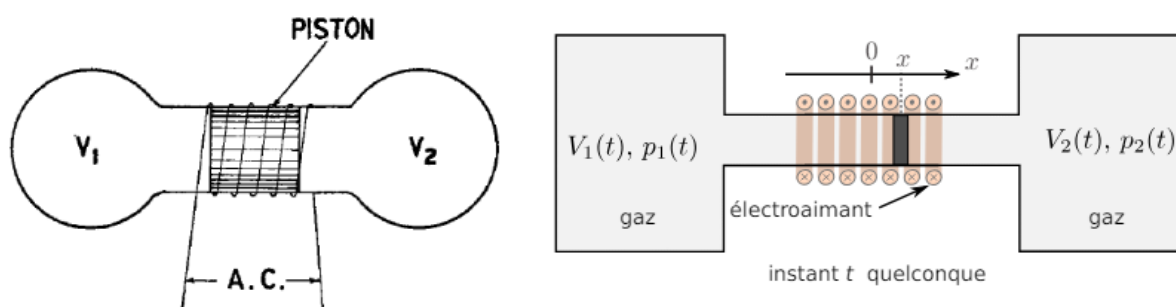 PISTON
V₁
V₂
A.C.
0
x
x
V₁(t), p₁(t)
V₂(t), p₂(t)
gaz
électroaimant
gaz
instant t quelconque